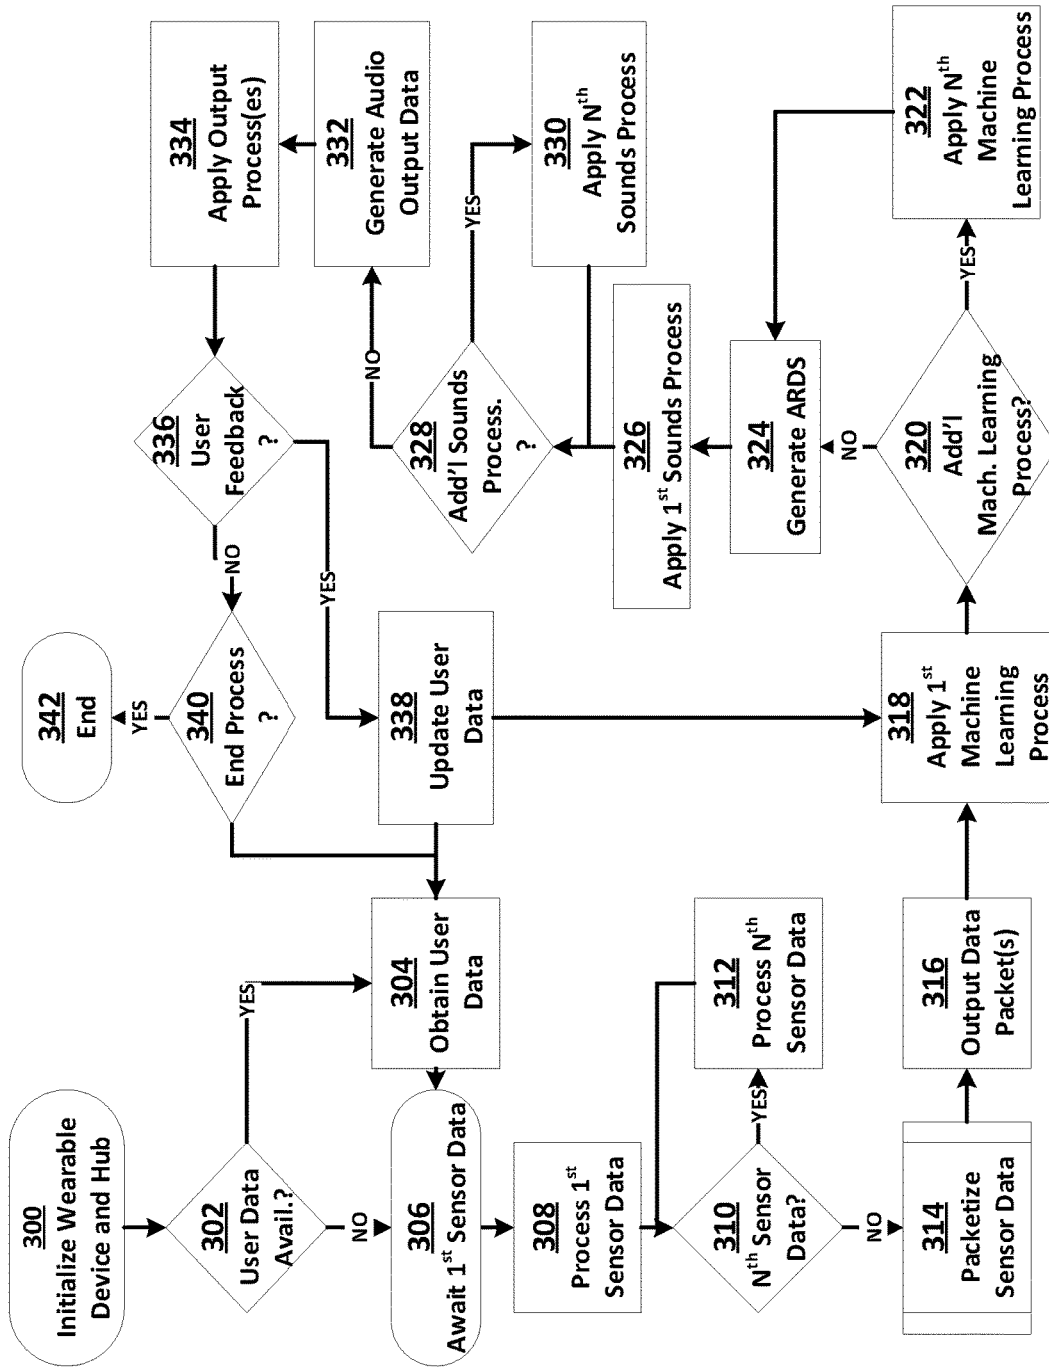 300
Initialize Wearable
Device and Hub
302
User Data
Avail.?
YES
NO
304
Obtain User
Data
306
Await 1st Sensor Data
308
Process 1st
Sensor Data
310
Nth Sensor
Data?
YES
NO
312
Process Nth
Sensor Data
314
Packetize
Sensor Data
316
Output Data
Packet(s)
318
Apply 1st
Machine
Learning
Process
320
Add'l
Mach. Learning
Process?
YES
NO
322
Apply Nth
Machine
Learning Process
324
Generate ARDS
326
Apply 1st Sounds Process
328
Add'l Sounds
Process.
?
YES
NO
330
Apply Nth
Sounds Process
332
Generate Audio
Output Data
334
Apply Output
Process(es)
336
User
Feedback
?
NO
YES
338
Update User
Data
340
End Process
?
YES
342
End